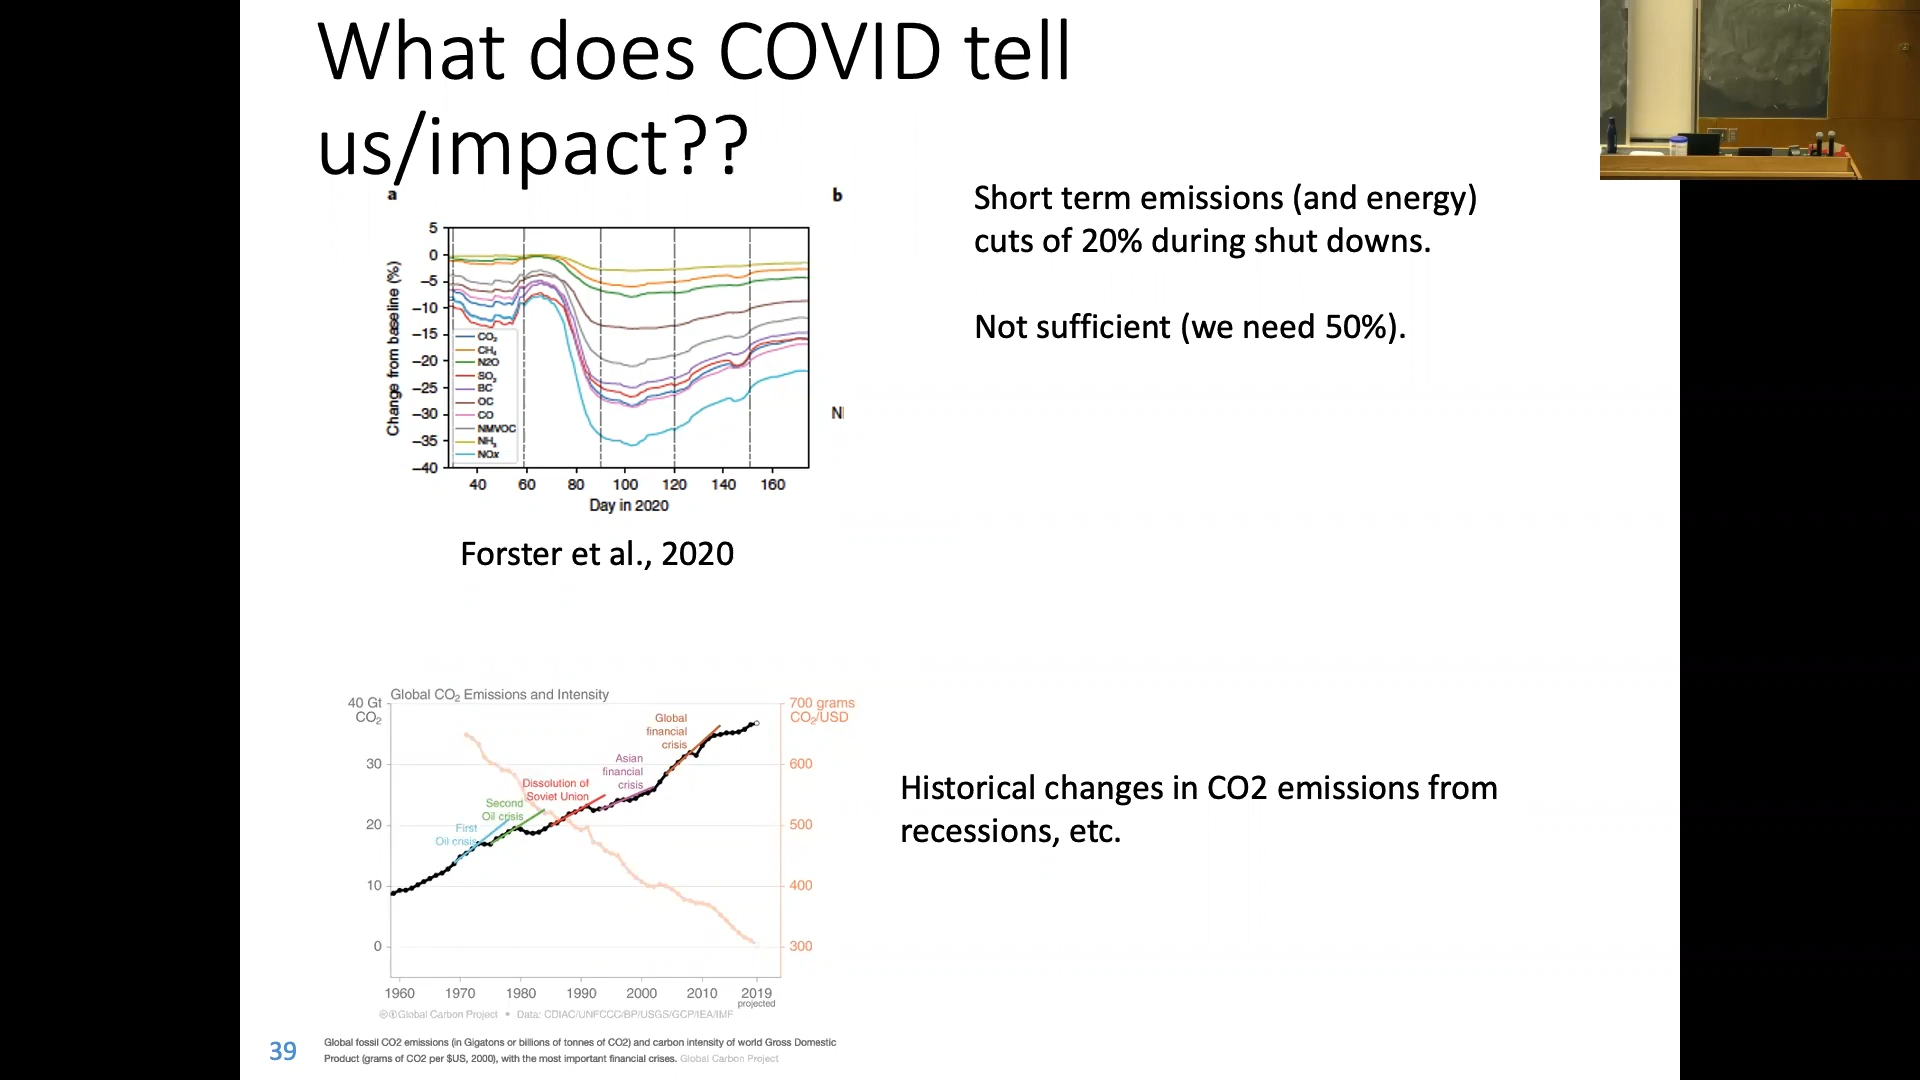 What does COVID tell
us/impact??
a
b
Short term emissions (and energy)
cuts of 20% during shut downs.
Not sufficient (we need 50%).
Change from baseline (%)
5
0
−5
−10
−15
−20
−25
−30
−35
−40
CO₂
CH₄
N2O
SO₂
BC
OC
CO
NMVOC
NH₃
NOx
40 60 80 100 120 140 160
Day in 2020
Forster et al., 2020
Global CO₂ Emissions and Intensity
40 Gt
CO₂
30
20
10
0
700 grams
CO₂/USD
600
500
400
300
Global
financial
crisis
Asian
financial
crisis
Dissolution of
Soviet Union
Second
Oil crisis
First
Oil crisis
1960 1970 1980 1990 2000 2010 2019
projected
Global Carbon Project • Data: CDIAC/UNFCCC/BP/USGS/GCP/IEA/IMF
Historical changes in CO2 emissions from
recessions, etc.
39
Global fossil CO2 emissions (in Gigatons or billions of tonnes of CO2) and carbon intensity of world Gross Domestic
Product (grams of CO2 per $US, 2000), with the most important financial crises. Global Carbon Project